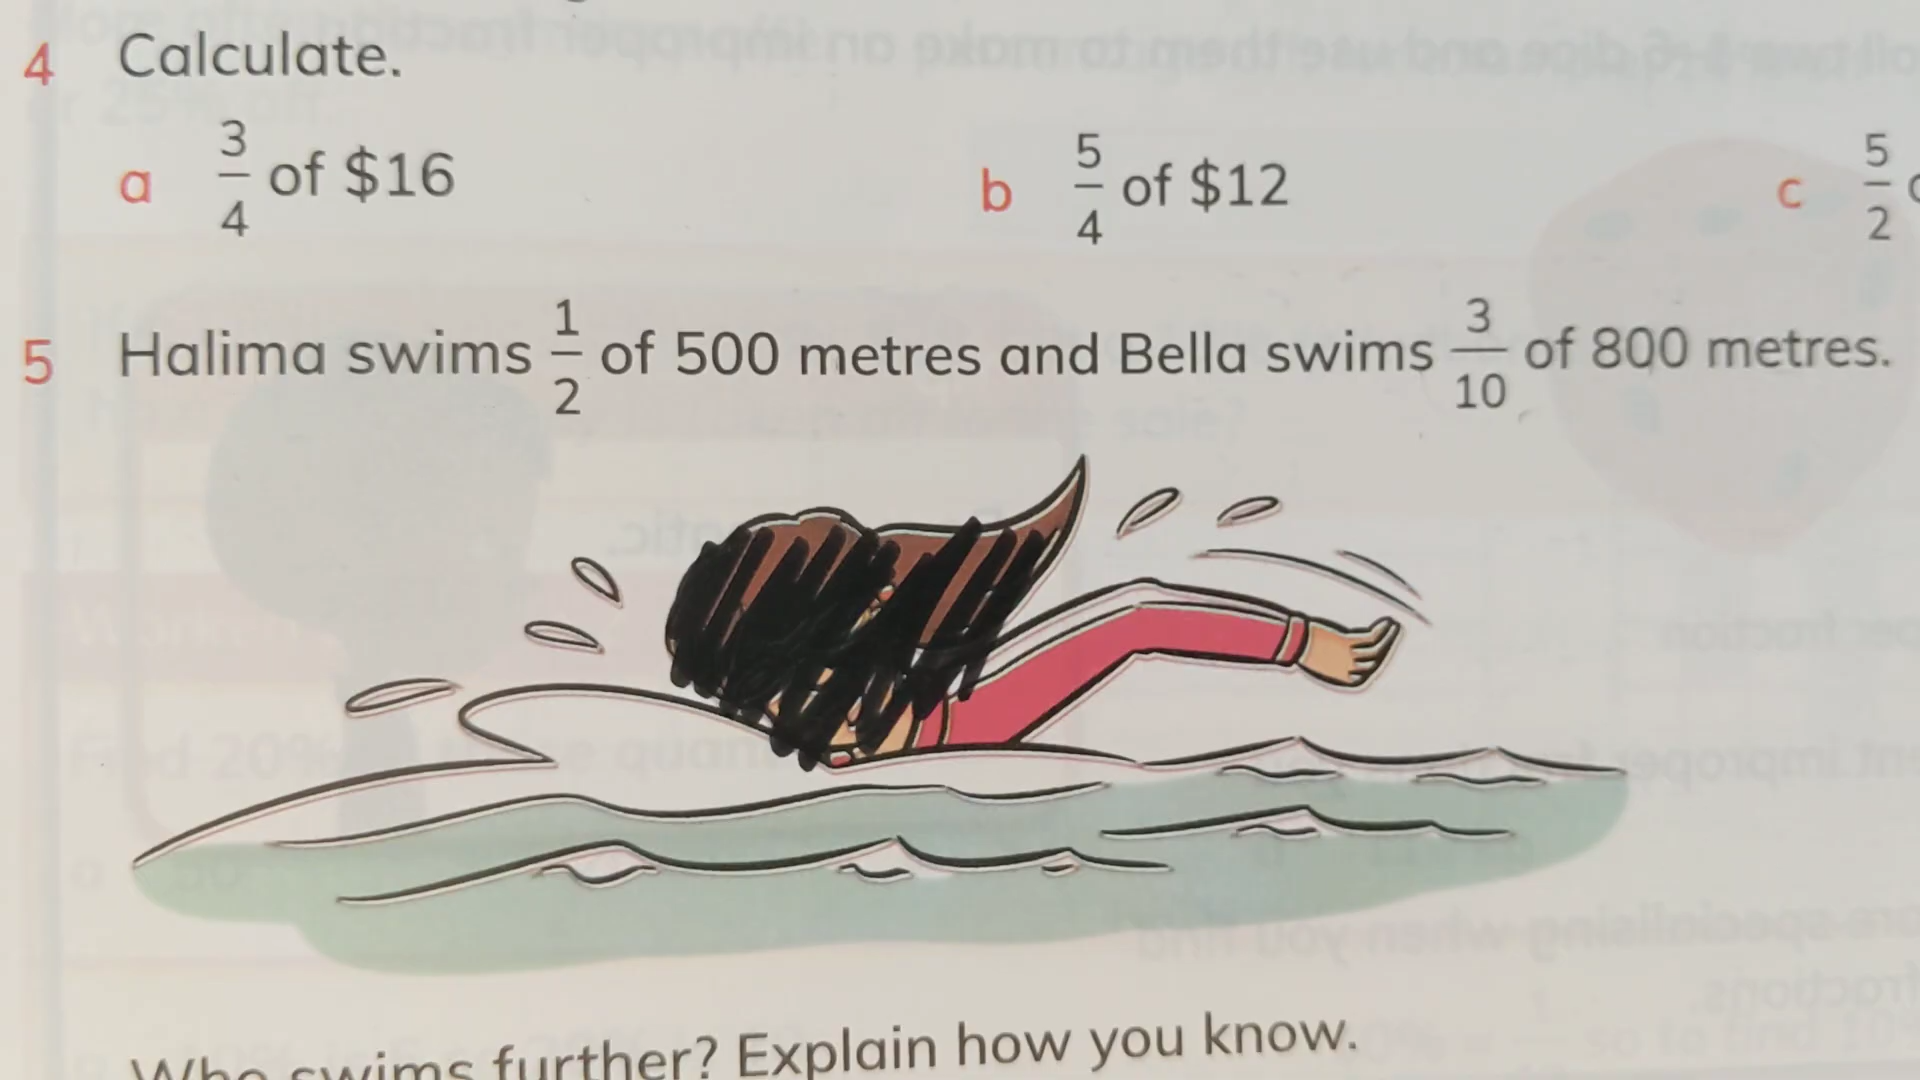 4 Calculate.
a 3/4 of $16 b 5/4 of $12 c 5/2
5 Halima swims 1/2 of 500 metres and Bella swims 3/10 of 800 metres.
Who swims further? Explain how you know.